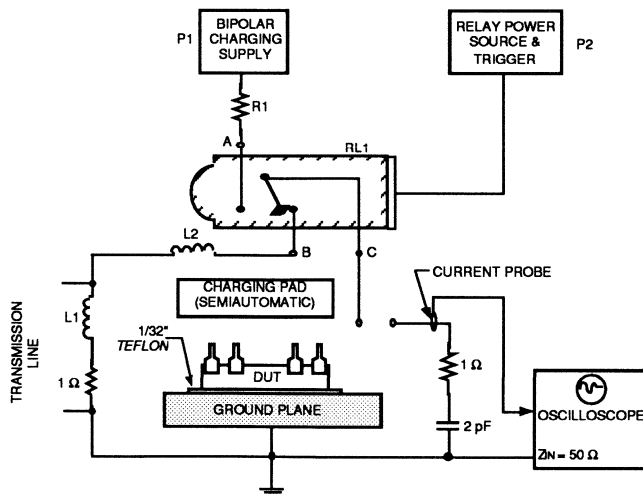 P1
BIPOLAR
CHARGING
SUPPLY
RELAY POWER
SOURCE &
TRIGGER
P2
R1
A
RL1
L2
B
C
CHARGING PAD
(SEMIAUTOMATIC)
CURRENT PROBE
TRANSMISSION
LINE
L1
1/32"
TEFLON
1 Ω
DUT
GROUND PLANE
1 Ω
2 pF
OSCILLOSCOPE
ZIN = 50 Ω